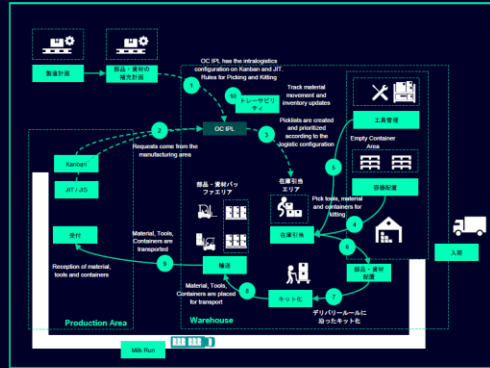 製造計画
部品・資材の
補充計画
OC IPL has the intralogistics
configuration on Kanban and JIT.
Rules for Picking and Kitting
1
10
トレーサビリ
ティ
Track material
movement and
inventory updates
2
OC IPL
3
Requests come from the
manufacturing area
Picklists are created
and prioritized
according to the
logistic configuration
工具管理
Empty Container
Area
Kanban
JIT / JIS
部品・資材バッ
ファエリア
在庫引当
エリア
5
Pick tools, material
and containers for
kitting
容器配置
4
受付
Material, Tools,
Containers are
transported
在庫引当
6
入荷
9
輸送
部品・資材
配置
Reception of material,
tools and containers
Material, Tools,
Containers are placed
for transport
8
キット化
7
デリバリールールに
沿ったキット化
Production Area
Warehouse
Milk Run